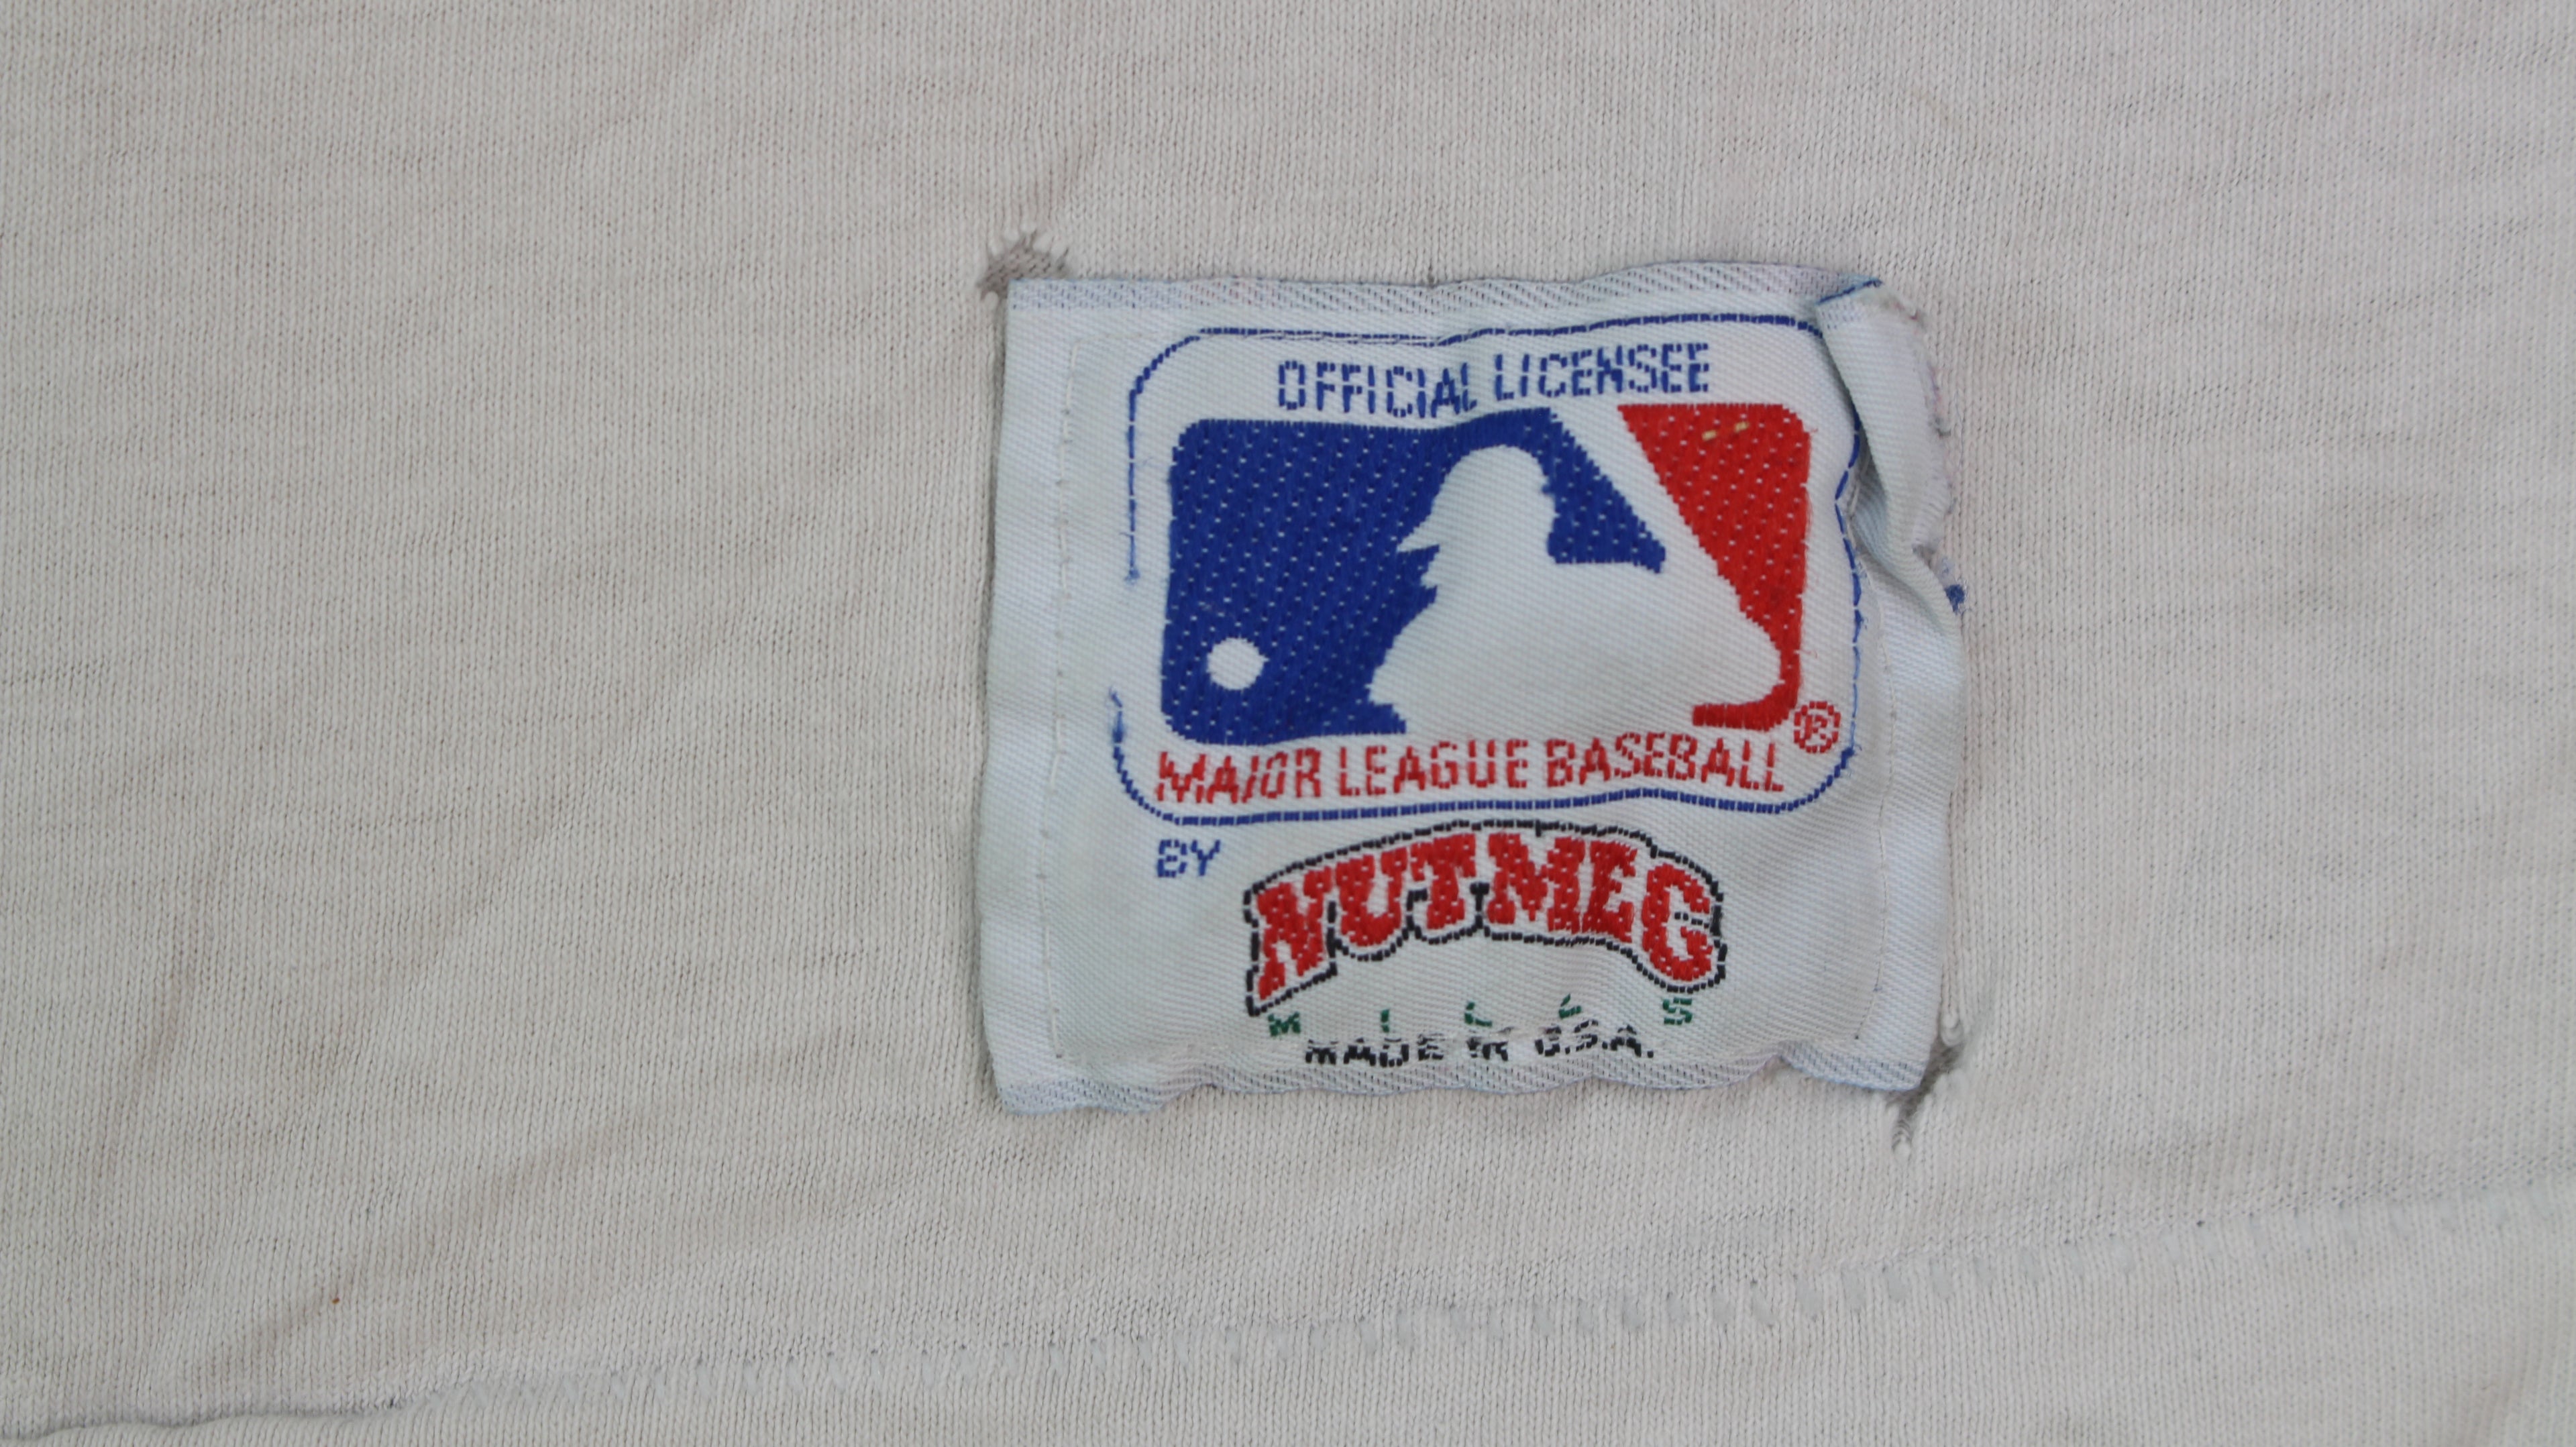 OFFICIAL LICENSEE
MAJOR LEAGUE BASEBALL ®
BY
NUTMEG
MILLS
MADE IN U.S.A.